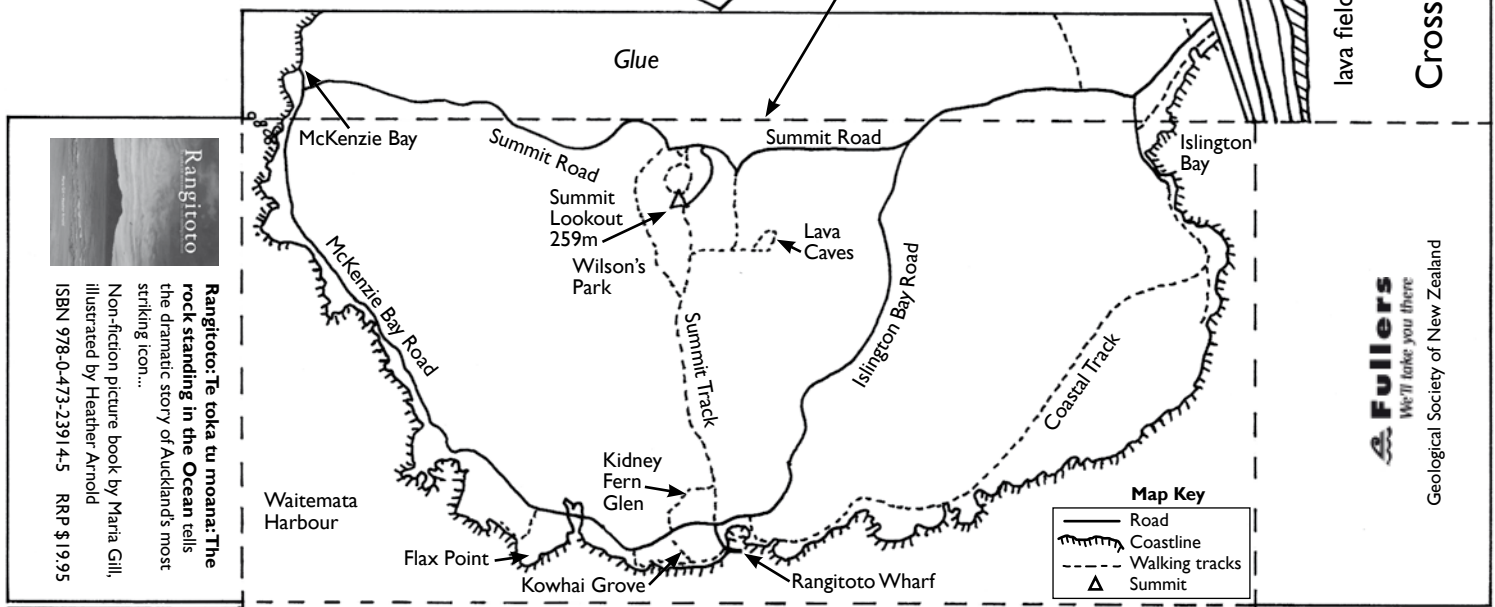 Glue
lava field
Cross
McKenzie Bay
Summit Road
Summit Road
Islington
Bay
Summit
Lookout
259m
Wilson's
Park
Lava
Caves
McKenzie Bay Road
Summit Track
Islington Bay Road
Coastal Track
Kidney
Fern
Glen
Waitemata
Harbour
Flax Point
Kowhai Grove
Rangitoto Wharf
Map Key
Road
Coastline
Walking tracks
Summit
Rangitoto
Rangitoto: Te toka tu moana: The
rock standing in the Ocean tells
the dramatic story of Auckland's most
striking icon...
Non-fiction picture book by Maria Gill,
illustrated by Heather Arnold
ISBN 978-0-473-23914-5 RRP $19.95
Fullers
We'll take you there
Geological Society of New Zealand